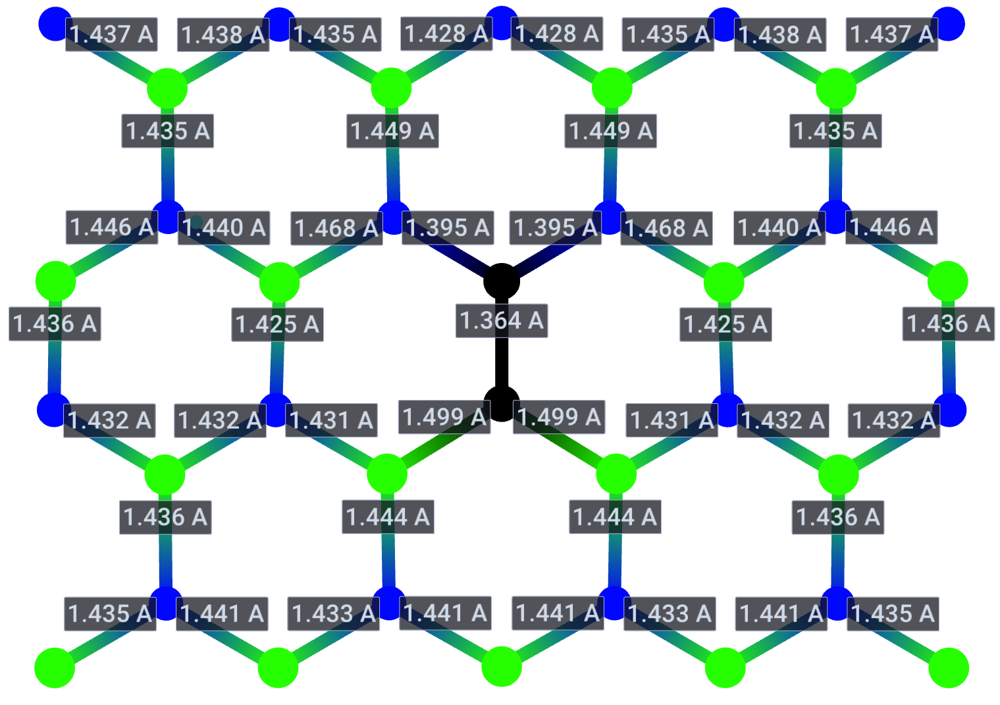 1.437 A 1.438 A 1.435 A 1.428 A 1.428 A 1.435 A 1.438 A 1.437 A
1.435 A 1.449 A 1.449 A 1.435 A
1.446 A 1.440 A 1.468 A 1.395 A 1.395 A 1.468 A 1.440 A 1.446 A
1.436 A 1.425 A 1.364 A 1.425 A 1.436 A
1.432 A 1.432 A 1.431 A 1.499 A 1.499 A 1.431 A 1.432 A 1.432 A
1.436 A 1.444 A 1.444 A 1.436 A
1.435 A 1.441 A 1.433 A 1.441 A 1.441 A 1.433 A 1.441 A 1.435 A